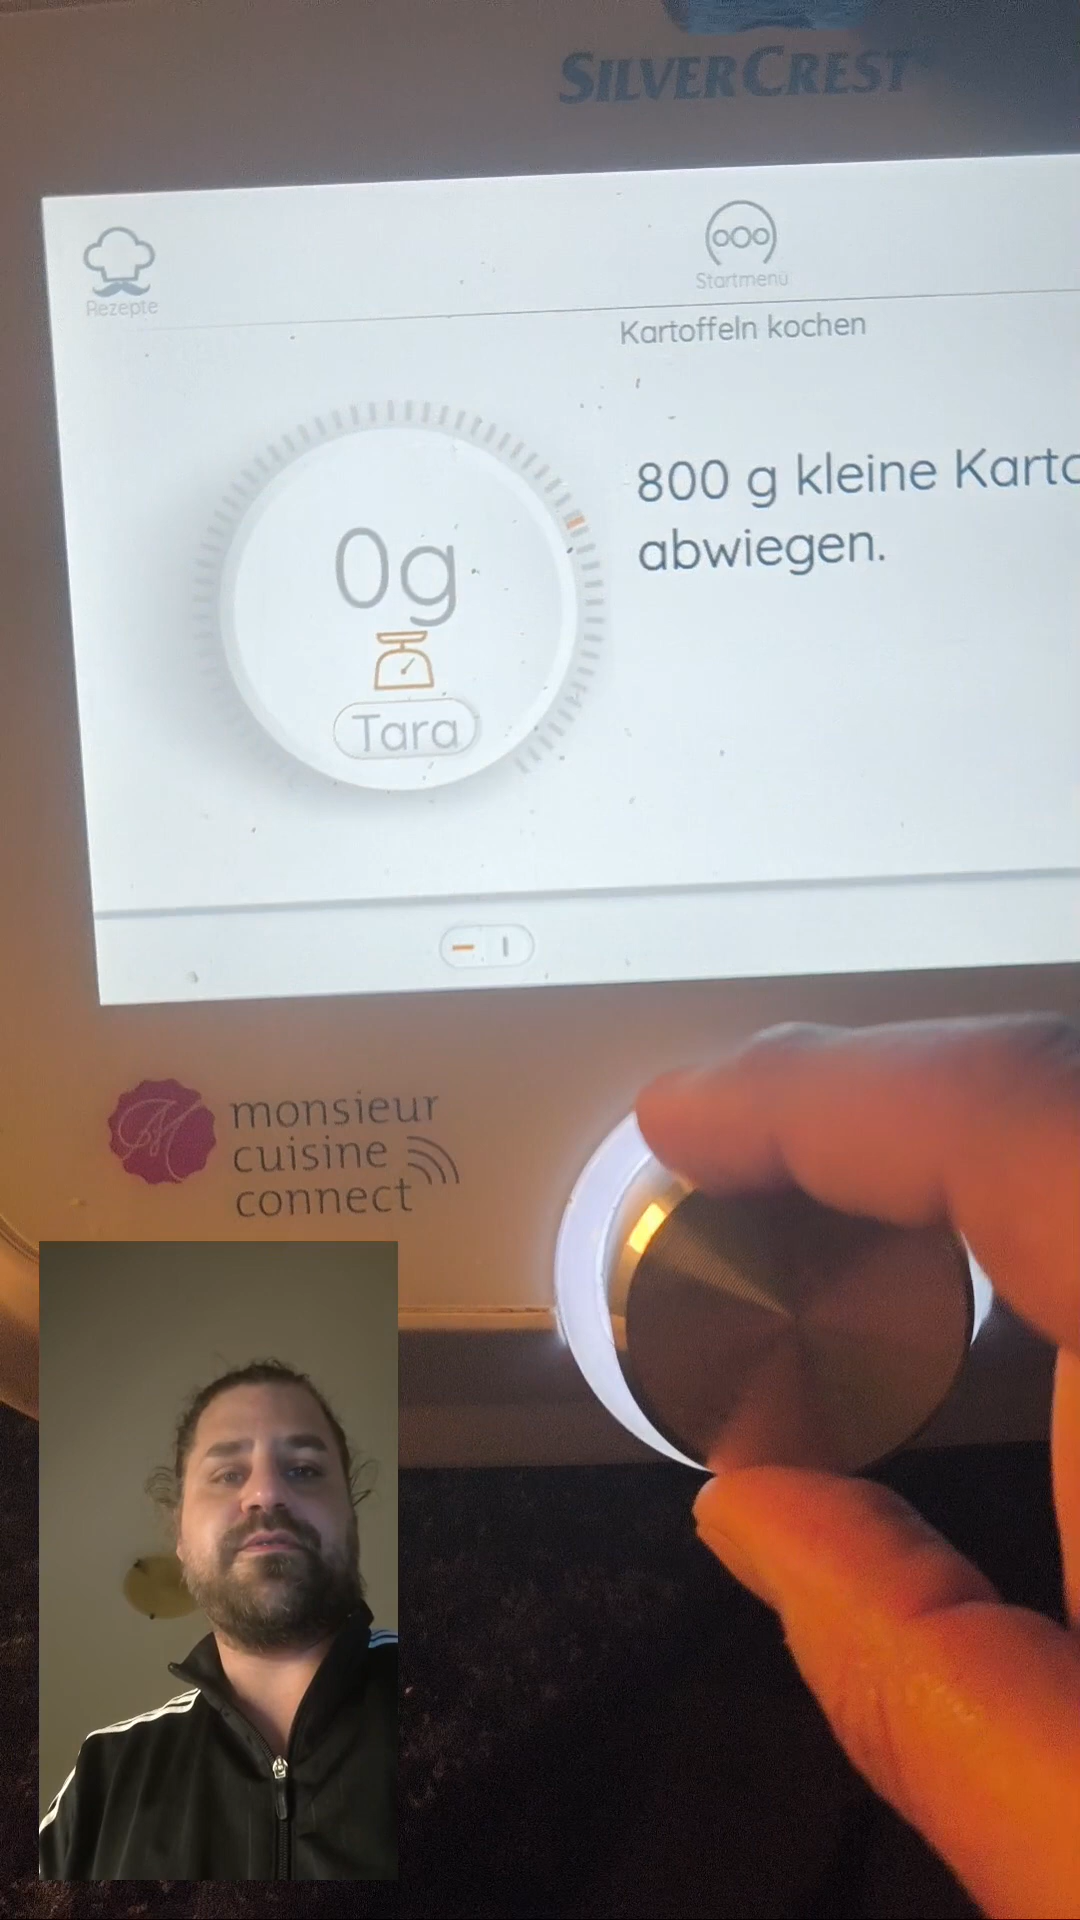 SILVERCREST
Rezepte
Startmenü
Kartoffeln kochen
800 g kleine
abwiegen.
0g
Tara
monsieur
cuisine
connect